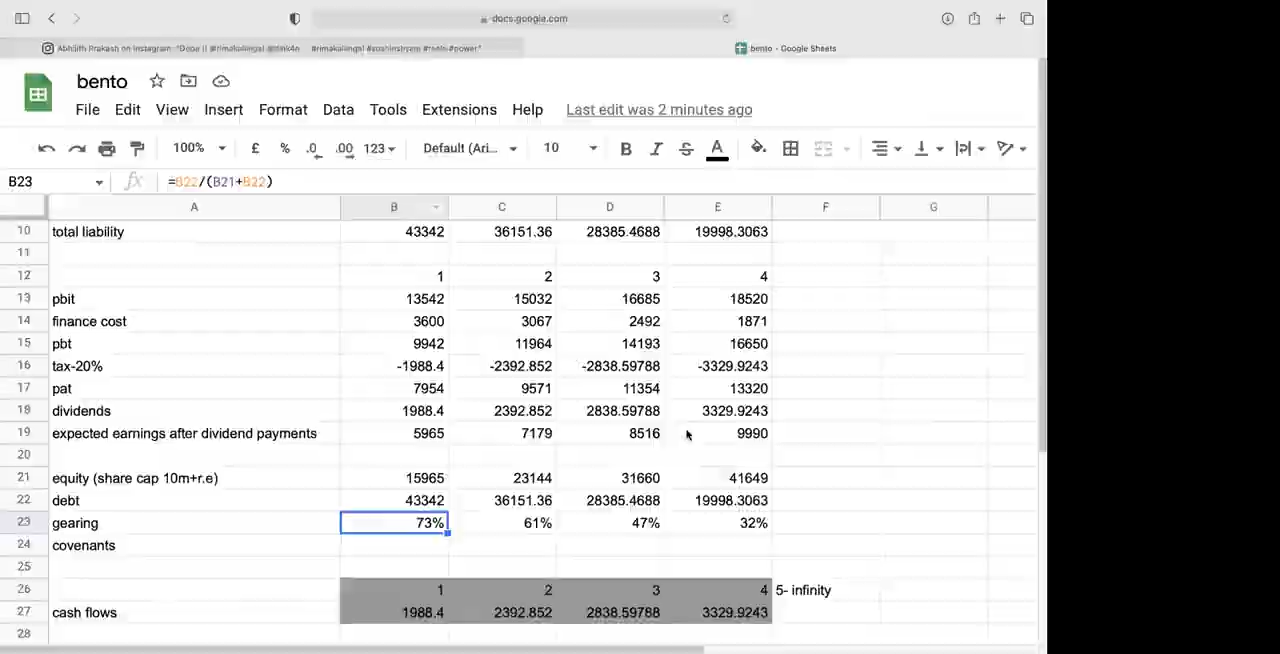 docs.google.com
bento - Google Sheets
bento
File Edit View Insert Format Data Tools Extensions Help Last edit was 2 minutes ago
100% £ % .0 .00 123 Default (Ari... 10 B I S A
B23 fx =B22/(B21+B22)
A B C D E F G
10 total liability 43342 36151.36 28385.4688 19998.3063
11
12 1 2 3 4
13 pbit 13542 15032 16685 18520
14 finance cost 3600 3067 2492 1871
15 pbt 9942 11964 14193 16650
16 tax-20% -1988.4 -2392.852 -2838.59788 -3329.9243
17 pat 7954 9571 11354 13320
18 dividends 1988.4 2392.852 2838.59788 3329.9243
19 expected earnings after dividend payments 5965 7179 8516 9990
20
21 equity (share cap 10m+r.e) 15965 23144 31660 41649
22 debt 43342 36151.36 28385.4688 19998.3063
23 gearing 73% 61% 47% 32%
24 covenants
25
26 1 2 3 4 5- infinity
27 cash flows 1988.4 2392.852 2838.59788 3329.9243
28